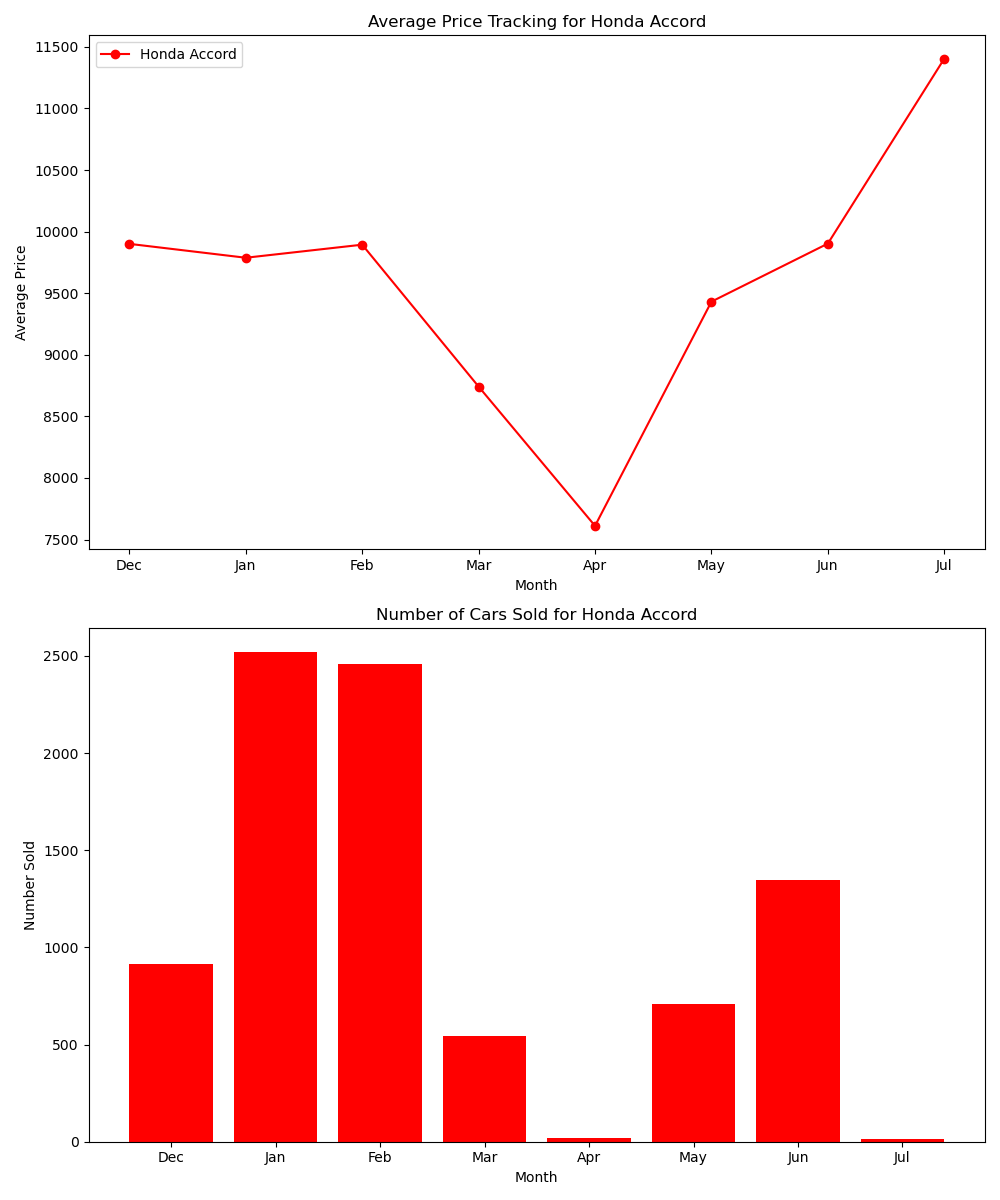 Average Price Tracking for Honda Accord
Honda Accord
11500
11000
10500
10000
9500
9000
8500
8000
7500
Average Price
Dec Jan Feb Mar Apr May Jun Jul
Month
Number of Cars Sold for Honda Accord
2500
2000
1500
1000
500
0
Number Sold
Dec Jan Feb Mar Apr May Jun Jul
Month